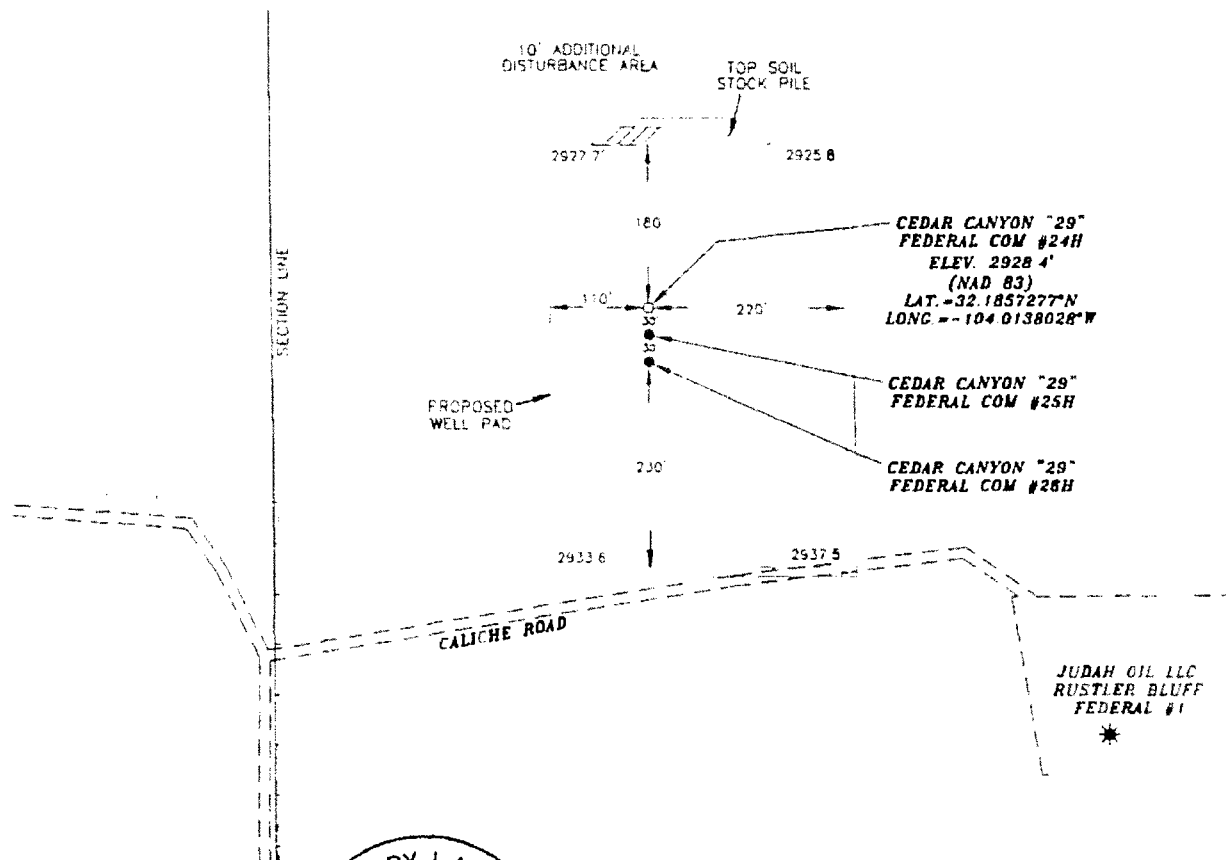 10' ADDITIONAL
DISTURBANCE AREA
TOP SOIL
STOCK PILE
2927.7'
2925.8
180
CEDAR CANYON "29"
FEDERAL COM #24H
ELEV. 2928.4'
(NAD 83)
LAT.=32.1857277°N
LONG.=-104.0138028°W
110'
220'
SECTION LINE
CEDAR CANYON "29"
FEDERAL COM #25H
PROPOSED
WELL PAD
230'
CEDAR CANYON "29"
FEDERAL COM #26H
2933.6
2937.5
CALICHE ROAD
JUDAH OIL LLC
RUSTLER BLUFF
FEDERAL #1